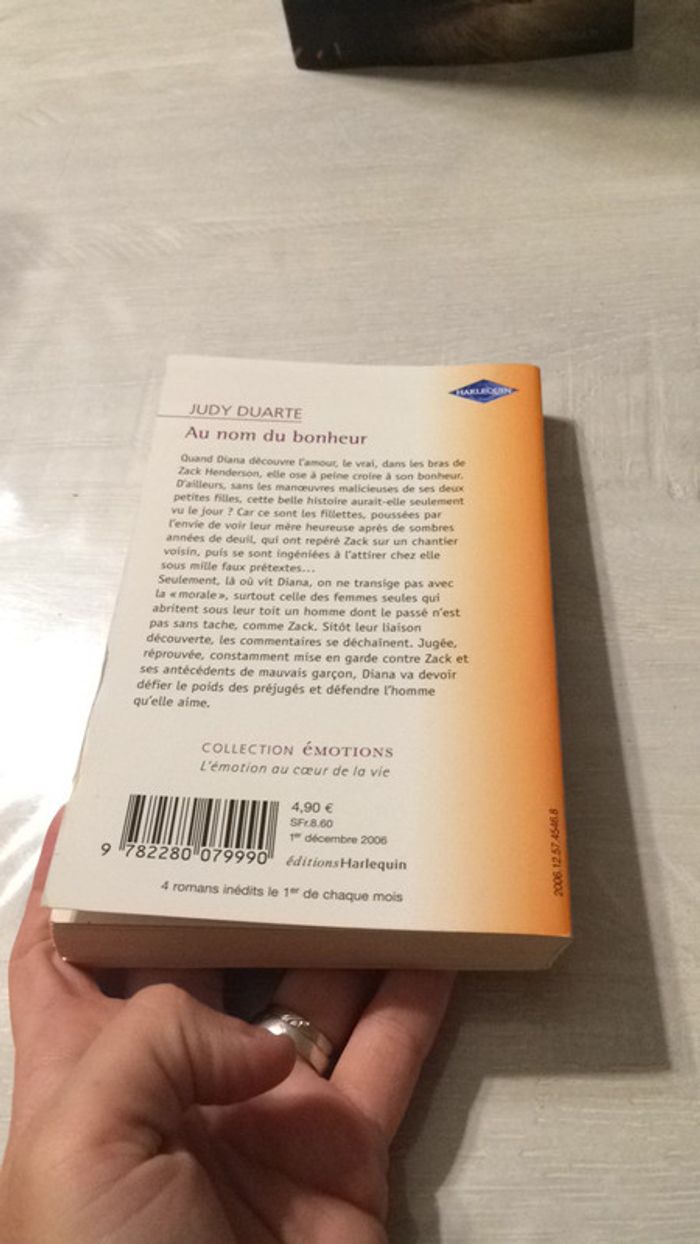 HARLEQUIN
JUDY DUARTE
Au nom du bonheur
Quand Diana découvre l'amour, le vrai, dans les bras de
Zack Henderson, elle ose à peine croire à son bonheur.
D'ailleurs, sans les manœuvres malicieuses de ses deux
petites filles, cette belle histoire aurait-elle seulement
vu le jour ? Car ce sont les fillettes, poussées par
l'envie de voir leur mère heureuse après de sombres
années de deuil, qui ont repéré Zack sur un chantier
voisin, puis se sont ingéniées à l'attirer chez elle
sous mille faux prétextes...
Seulement, là où vit Diana, on ne transige pas avec
la « morale », surtout celle des femmes seules qui
abritent sous leur toit un homme dont le passé n'est
pas sans tache, comme Zack. Sitôt leur liaison
découverte, les commentaires se déchaînent. Jugée,
réprouvée, constamment mise en garde contre Zack et
ses antécédents de mauvais garçon, Diana va devoir
défier le poids des préjugés et défendre l'homme
qu'elle aime.
COLLECTION éMOTIONS
L'émotion au cœur de la vie
4,90 €
SFr.8.60
1er décembre 2006
éditionsHarlequin
9 782280 079990
4 romans inédits le 1er de chaque mois
2006.12.57.4546.8